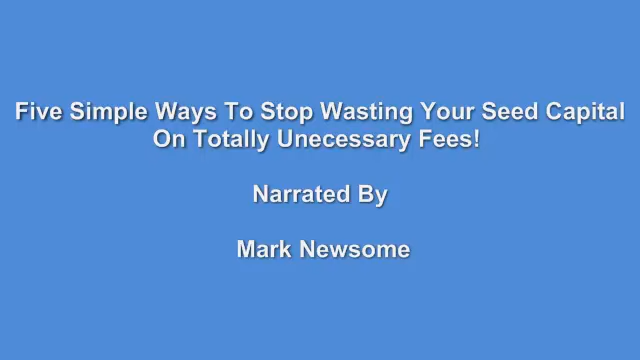 Five Simple Ways To Stop Wasting Your Seed Capital
On Totally Unecessary Fees!
Narrated By
Mark Newsome